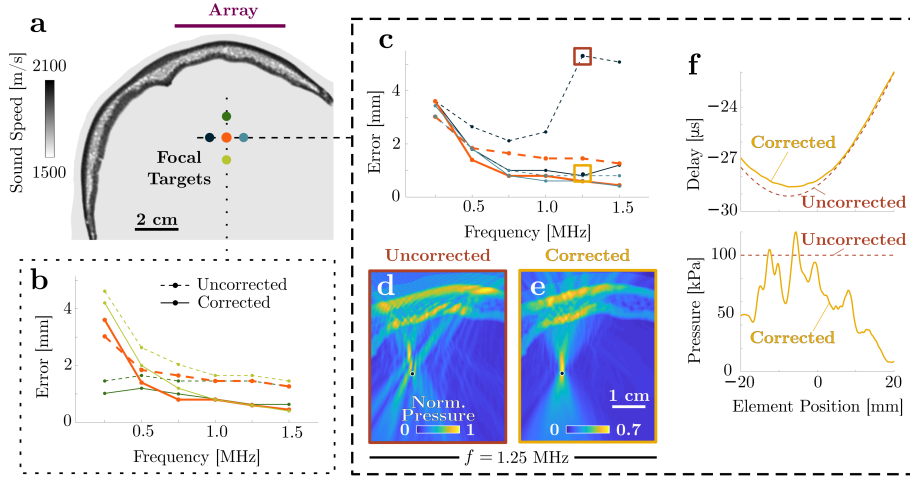 a
Array
Sound Speed [m/s]
2100
1500
Focal
Targets
2 cm
b
Uncorrected
Corrected
Error [mm]
4
2
0
0.5
1.0
1.5
Frequency [MHz]
c
Error [mm]
4
2
0
0.5
1.0
1.5
Frequency [MHz]
Uncorrected
Corrected
d
Norm.
Pressure
0
1
e
1 cm
0
0.7
f = 1.25 MHz
f
Delay [μs]
−24
−27
−30
Corrected
Uncorrected
Pressure [kPa]
100
50
0
Uncorrected
Corrected
−20
0
20
Element Position [mm]